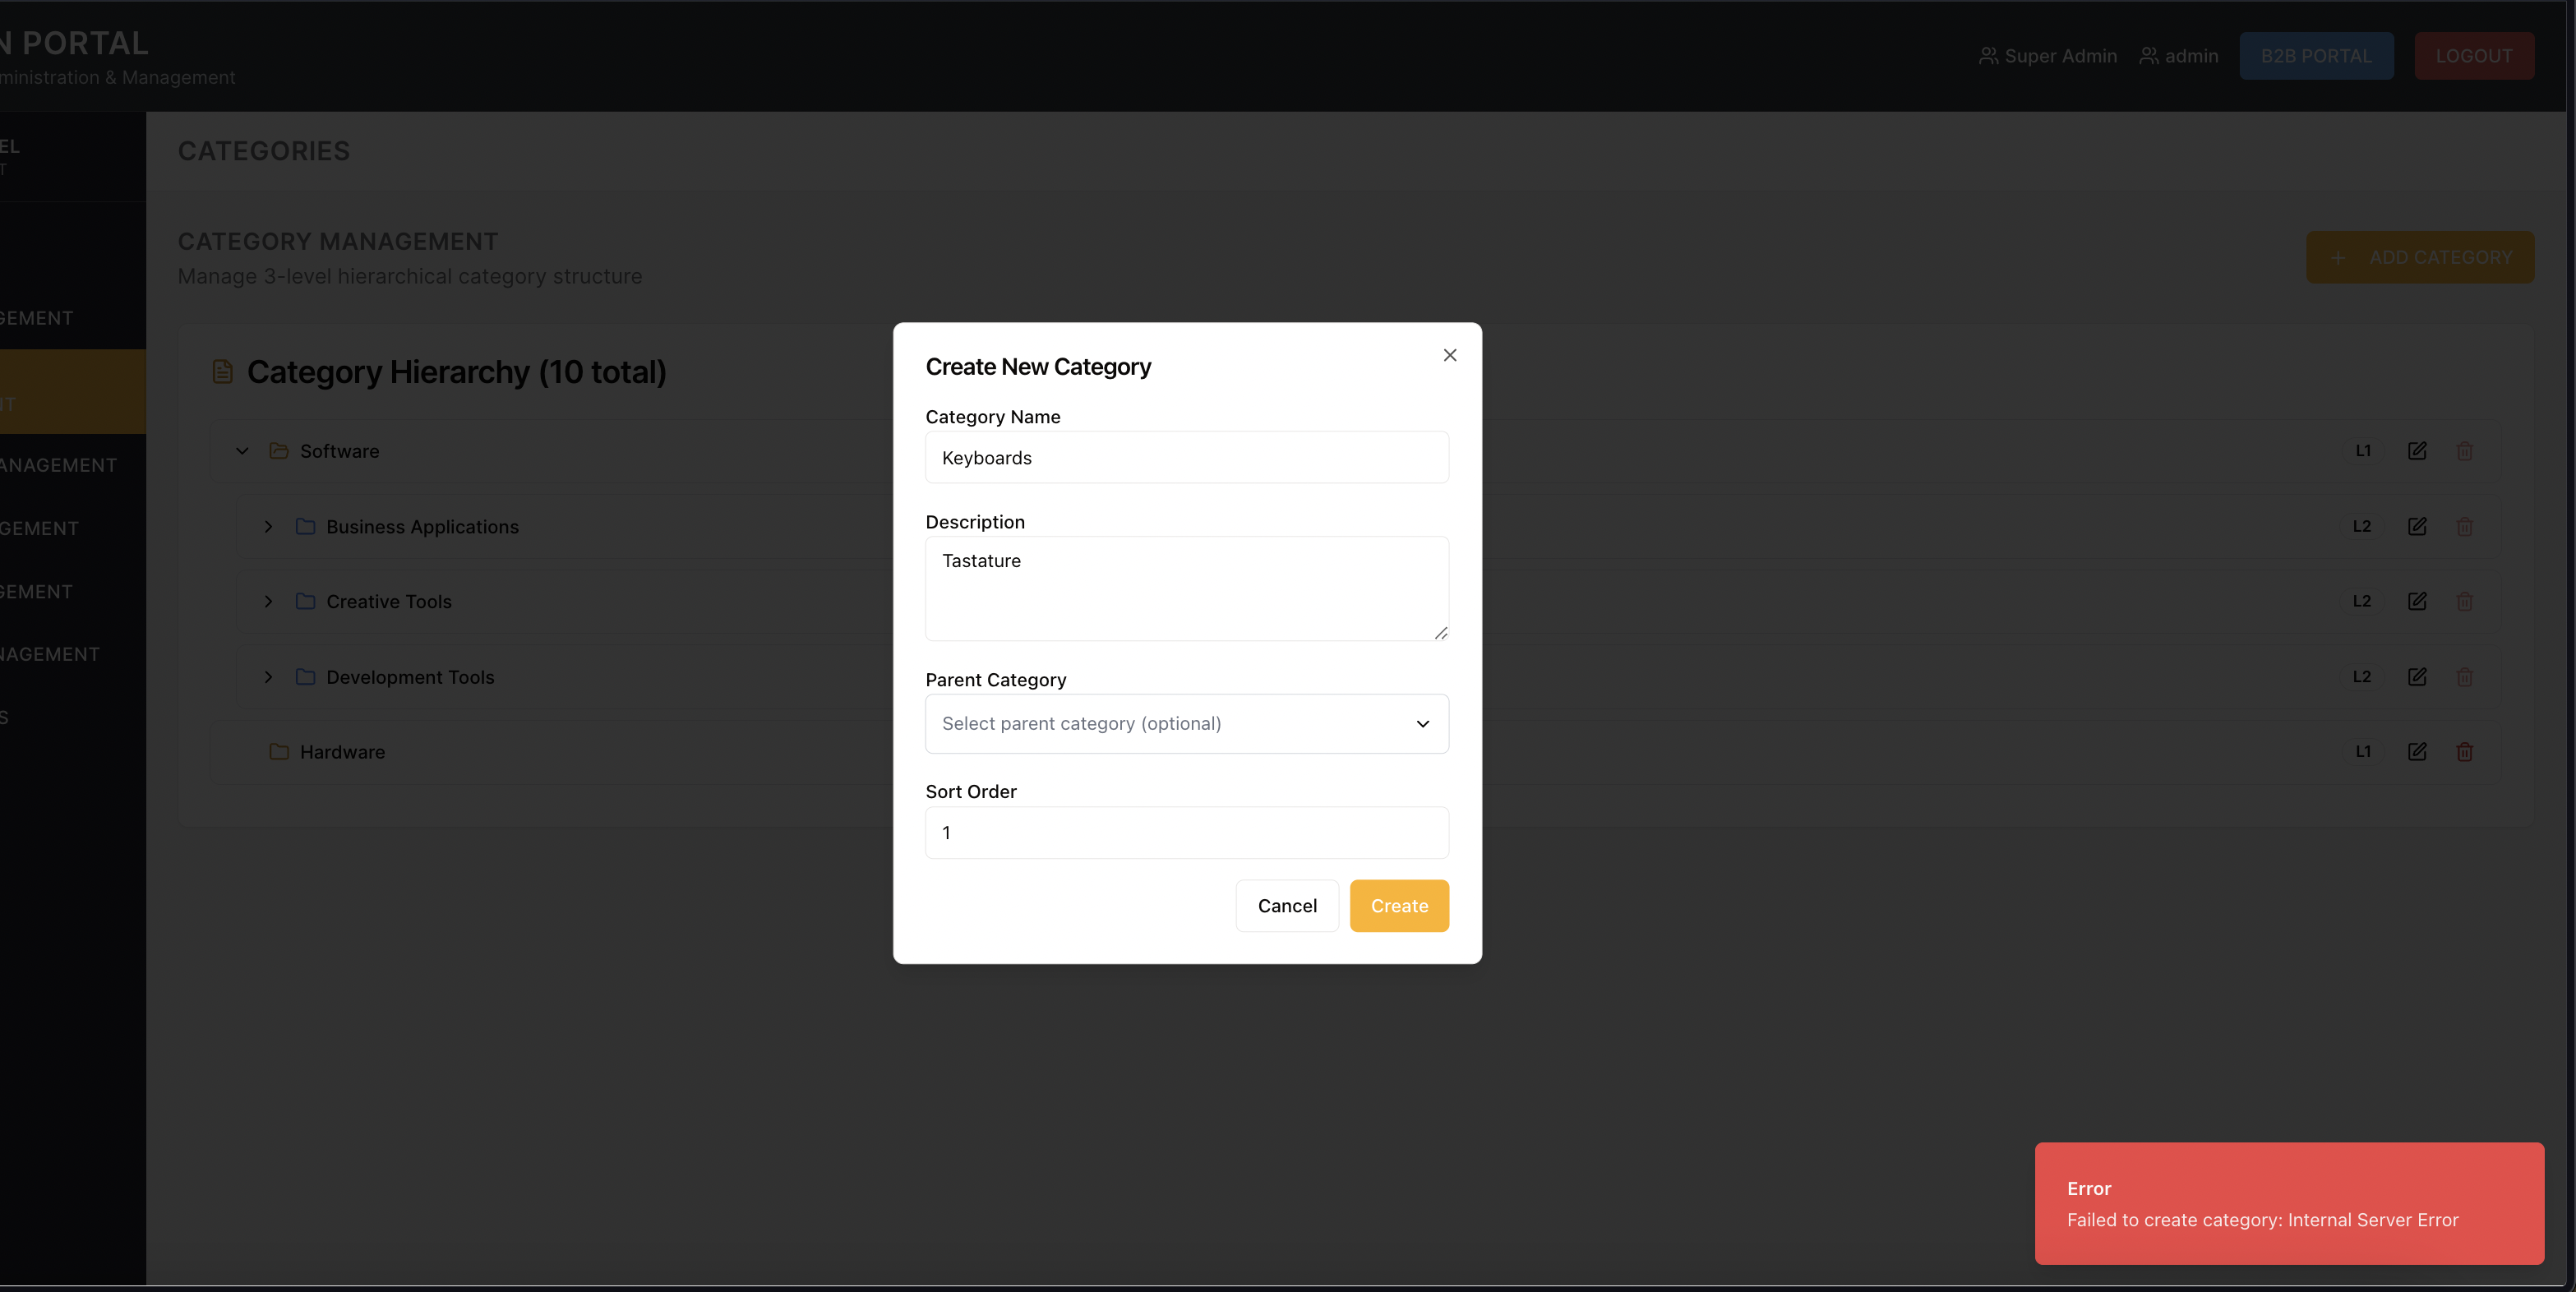 N PORTAL
ministration & Management
Super Admin
admin
B2B PORTAL
LOGOUT
EL
T
GEMENT
NT
ANAGEMENT
GEMENT
GEMENT
NAGEMENT
S
CATEGORIES
CATEGORY MANAGEMENT
Manage 3-level hierarchical category structure
+ ADD CATEGORY
Category Hierarchy (10 total)
Software
L1
Business Applications
L2
Creative Tools
L2
Development Tools
L2
Hardware
L1
Create New Category
Category Name
Keyboards
Description
Tastature
Parent Category
Select parent category (optional)
Sort Order
1
Cancel
Create
Error
Failed to create category: Internal Server Error